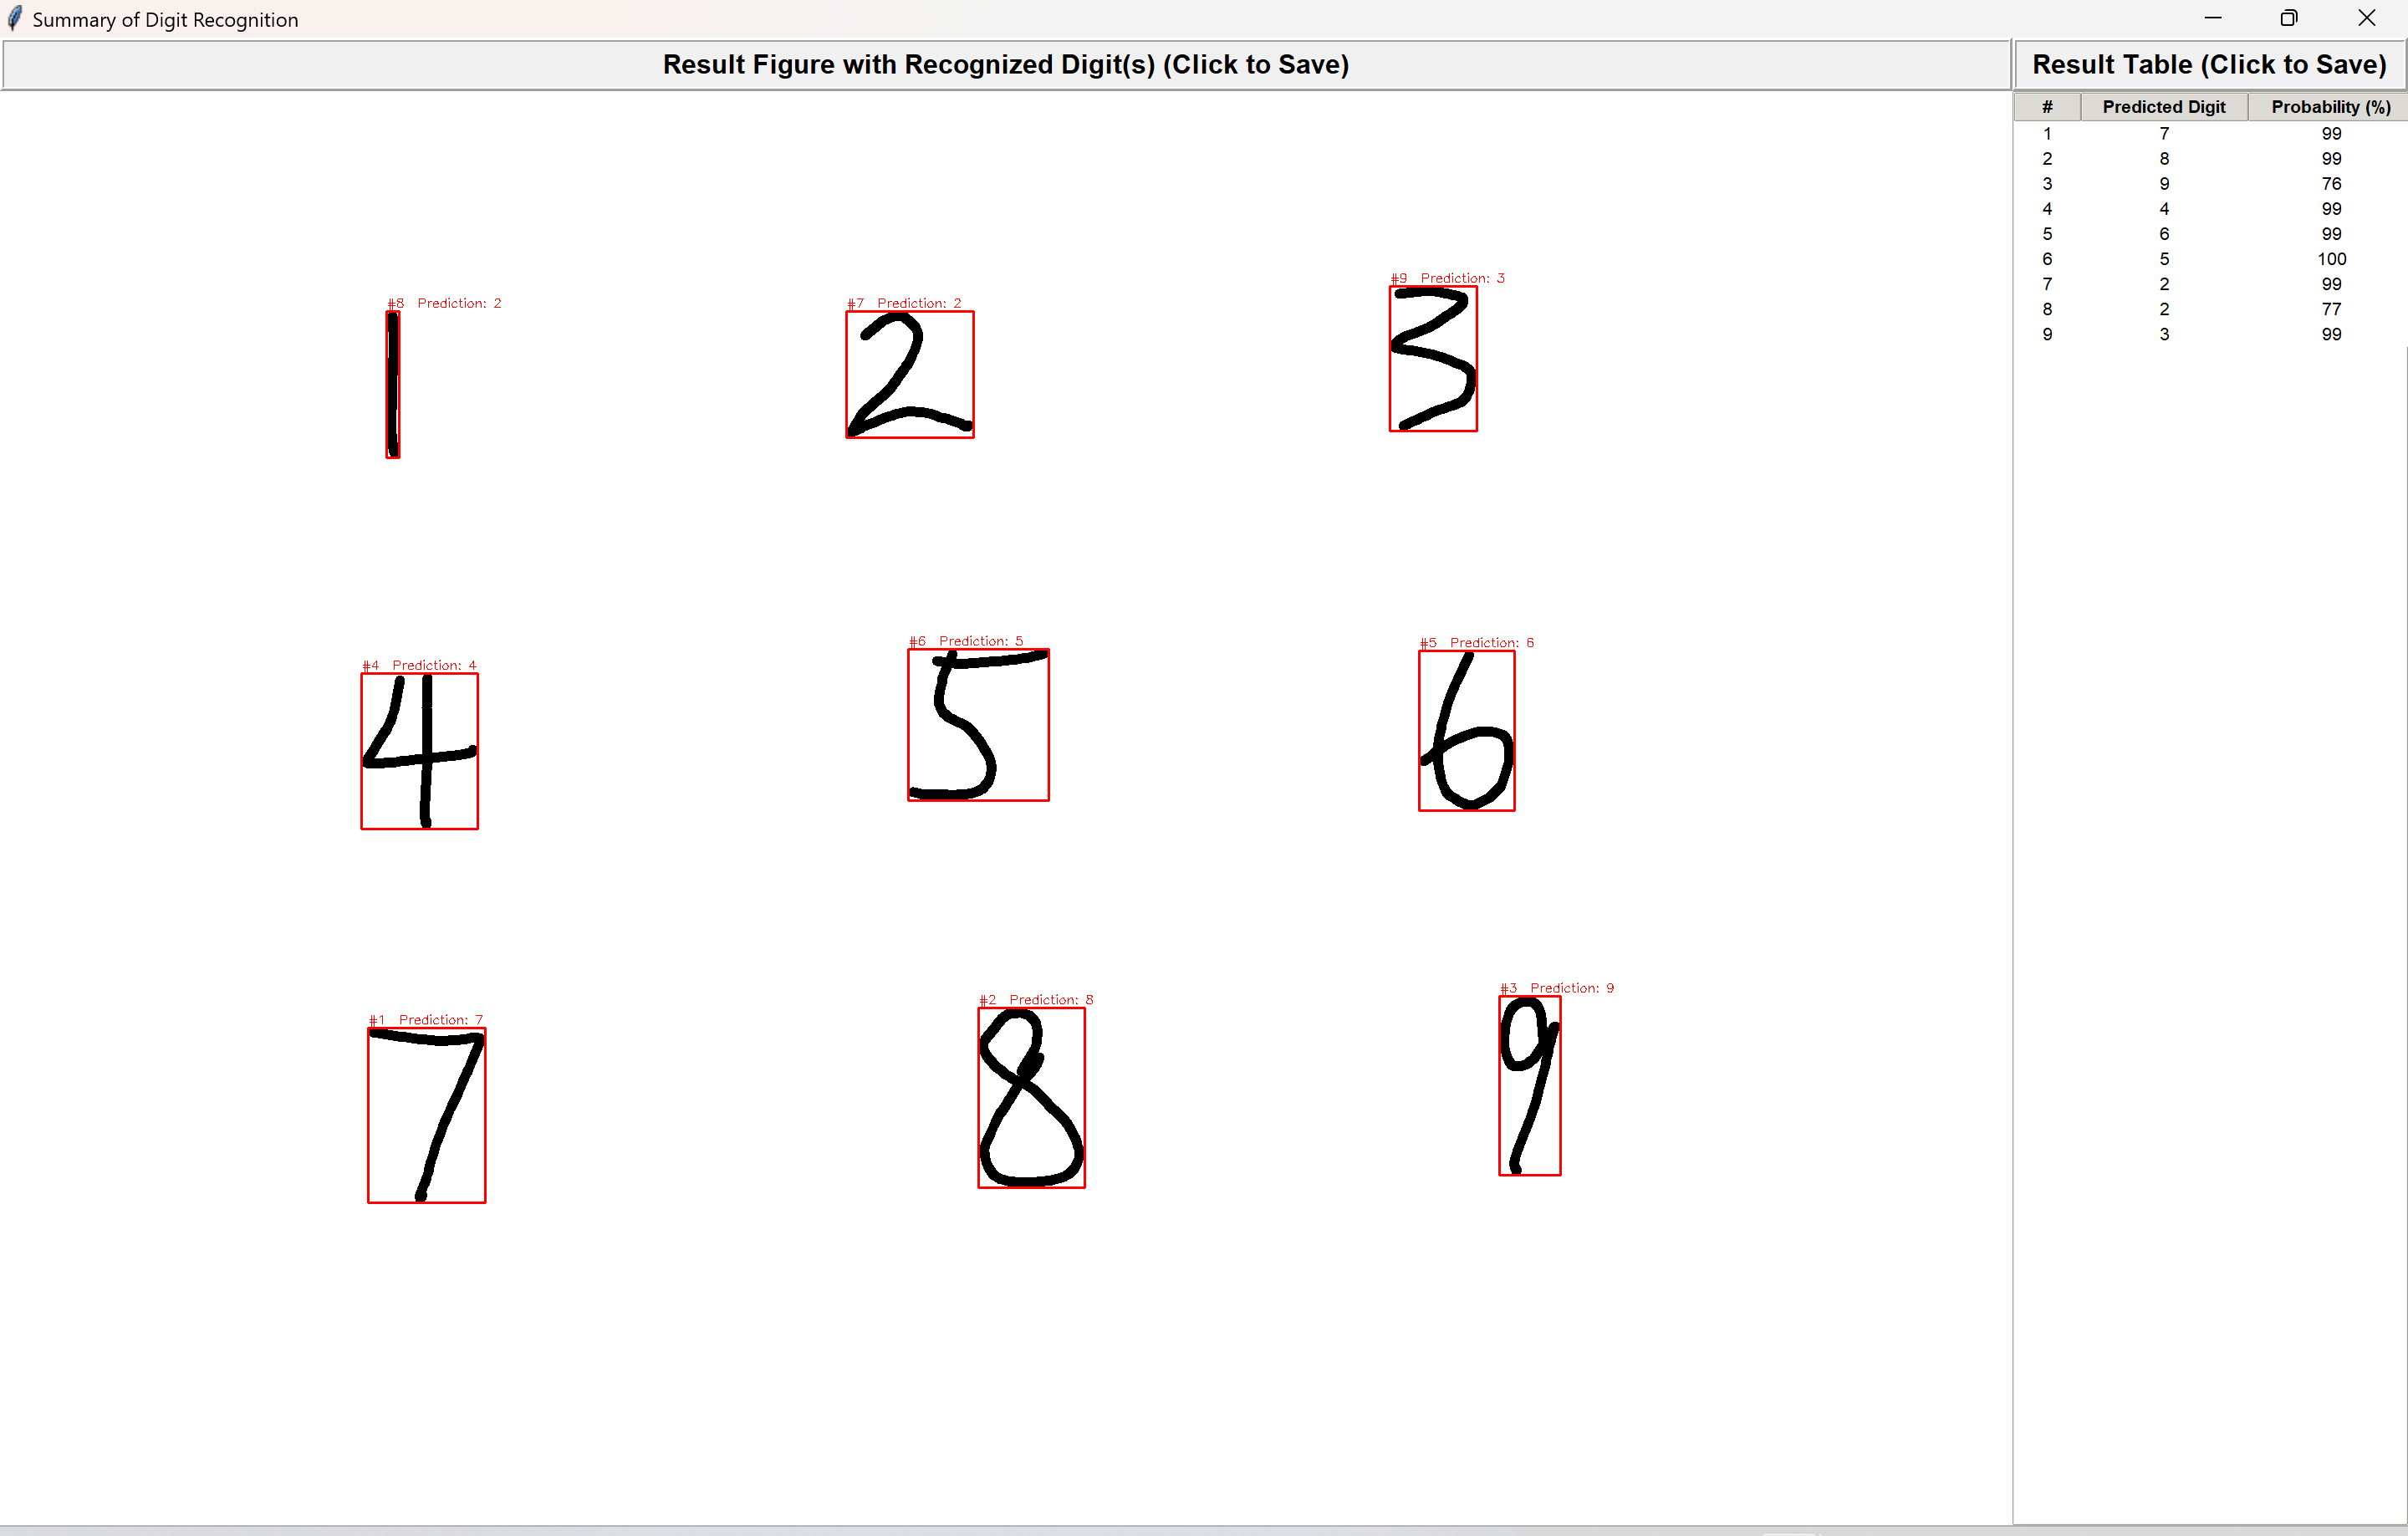 Summary of Digit Recognition
Result Figure with Recognized Digit(s) (Click to Save)
Result Table (Click to Save)
# Predicted Digit Probability (%)
1 7 99
2 8 99
3 9 76
4 4 99
5 6 99
6 5 100
7 2 99
8 2 77
9 3 99
#8 Prediction: 2
1
#7 Prediction: 2
2
#9 Prediction: 3
3
#4 Prediction: 4
4
#6 Prediction: 5
5
#5 Prediction: 6
6
#1 Prediction: 7
7
#2 Prediction: 8
8
#3 Prediction: 9
9